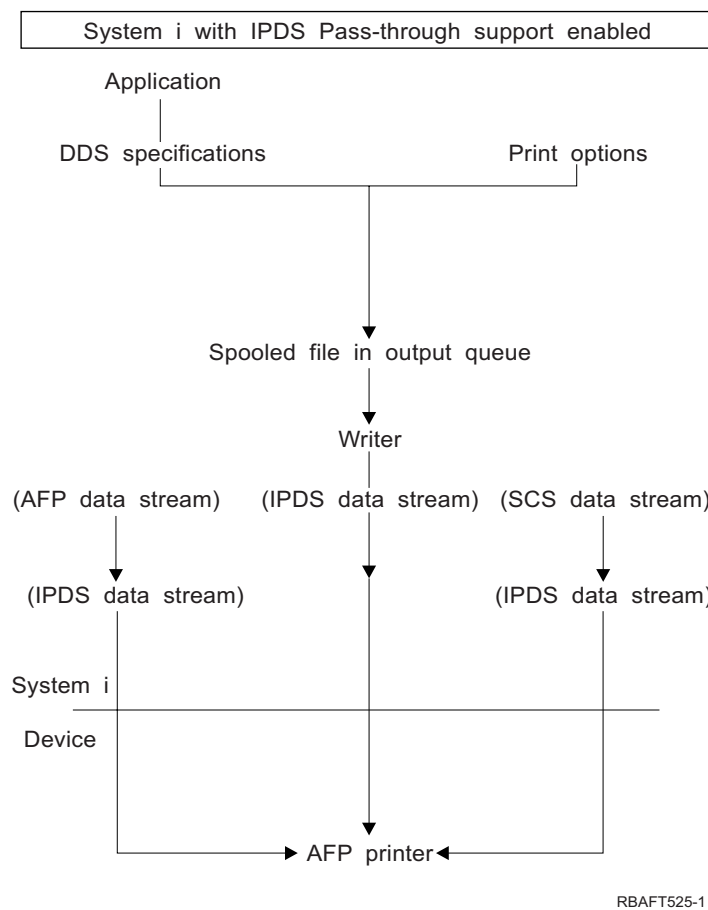 System i with IPDS Pass-through support enabled
Application
DDS specifications
Print options
Spooled file in output queue
Writer
(AFP data stream)
(IPDS data stream)
(SCS data stream)
(IPDS data stream)
(IPDS data stream)
System i
Device
AFP printer
RBAFT525-1